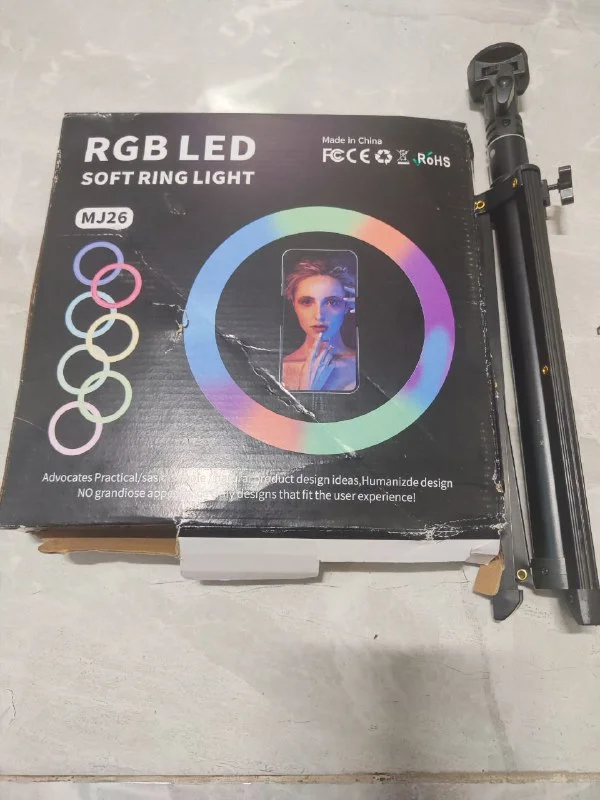 RGB LED
SOFT RING LIGHT
Made in China
FC CE RoHS
MJ26
Advocates Practical/ product design ideas,Humanizde design
NO grandiose designs that fit the user experience!